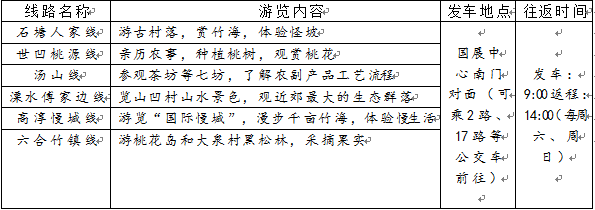 线路名称 游览内容 发车地点 往返时间
石塘人家线 游古村落，赏竹海，体验怪坡
世凹桃源线 亲历农事，种植桃树，观赏桃花
汤山线 参观茶坊等七坊，了解农副产品工艺流程
溧水傅家边线 览山凹村山水景色，观近郊最大的生态群落
高淳慢城线 游览“国际慢城”，漫步千亩竹海，体验慢生活
六合竹镇线 游桃花岛和大泉村黑松林，采摘果实
国展中
心南门
对面（可
乘2路、
17路等
公交车
前往）
发车：
9:00返程：
14:00（每周
六、周
日）